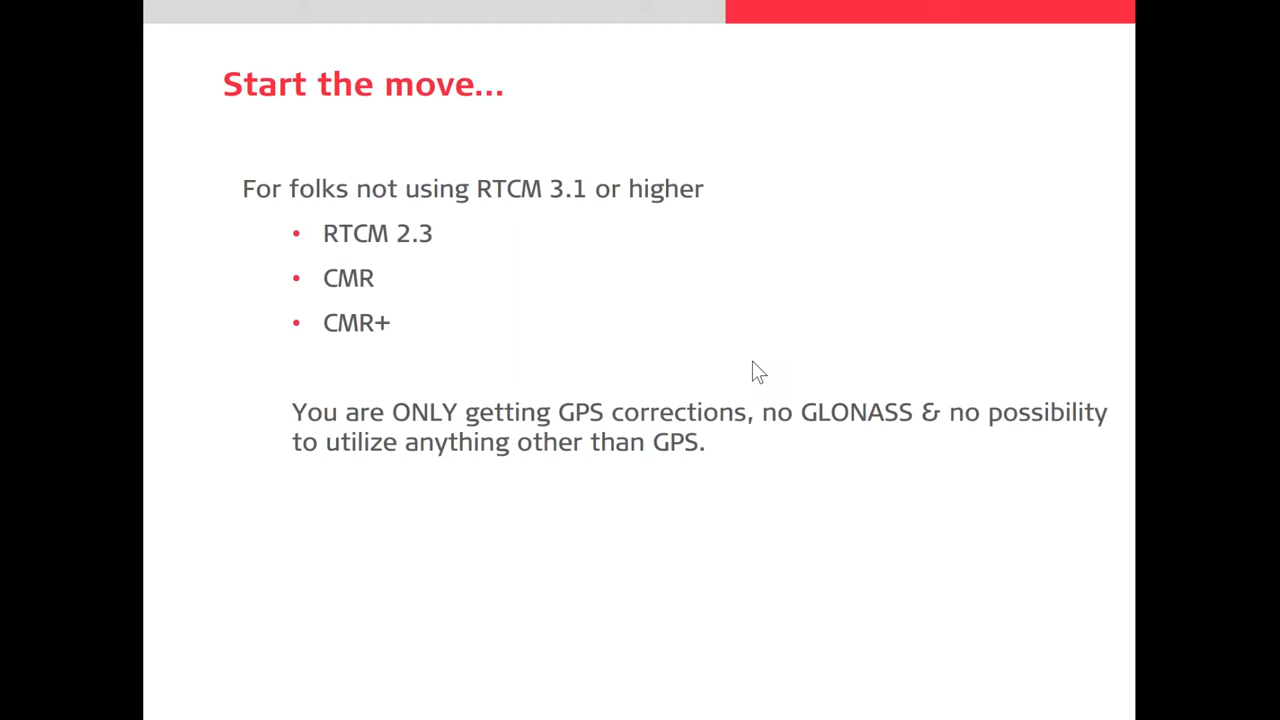 Start the move...
For folks not using RTCM 3.1 or higher
• RTCM 2.3
• CMR
• CMR+
You are ONLY getting GPS corrections, no GLONASS & no possibility
to utilize anything other than GPS.